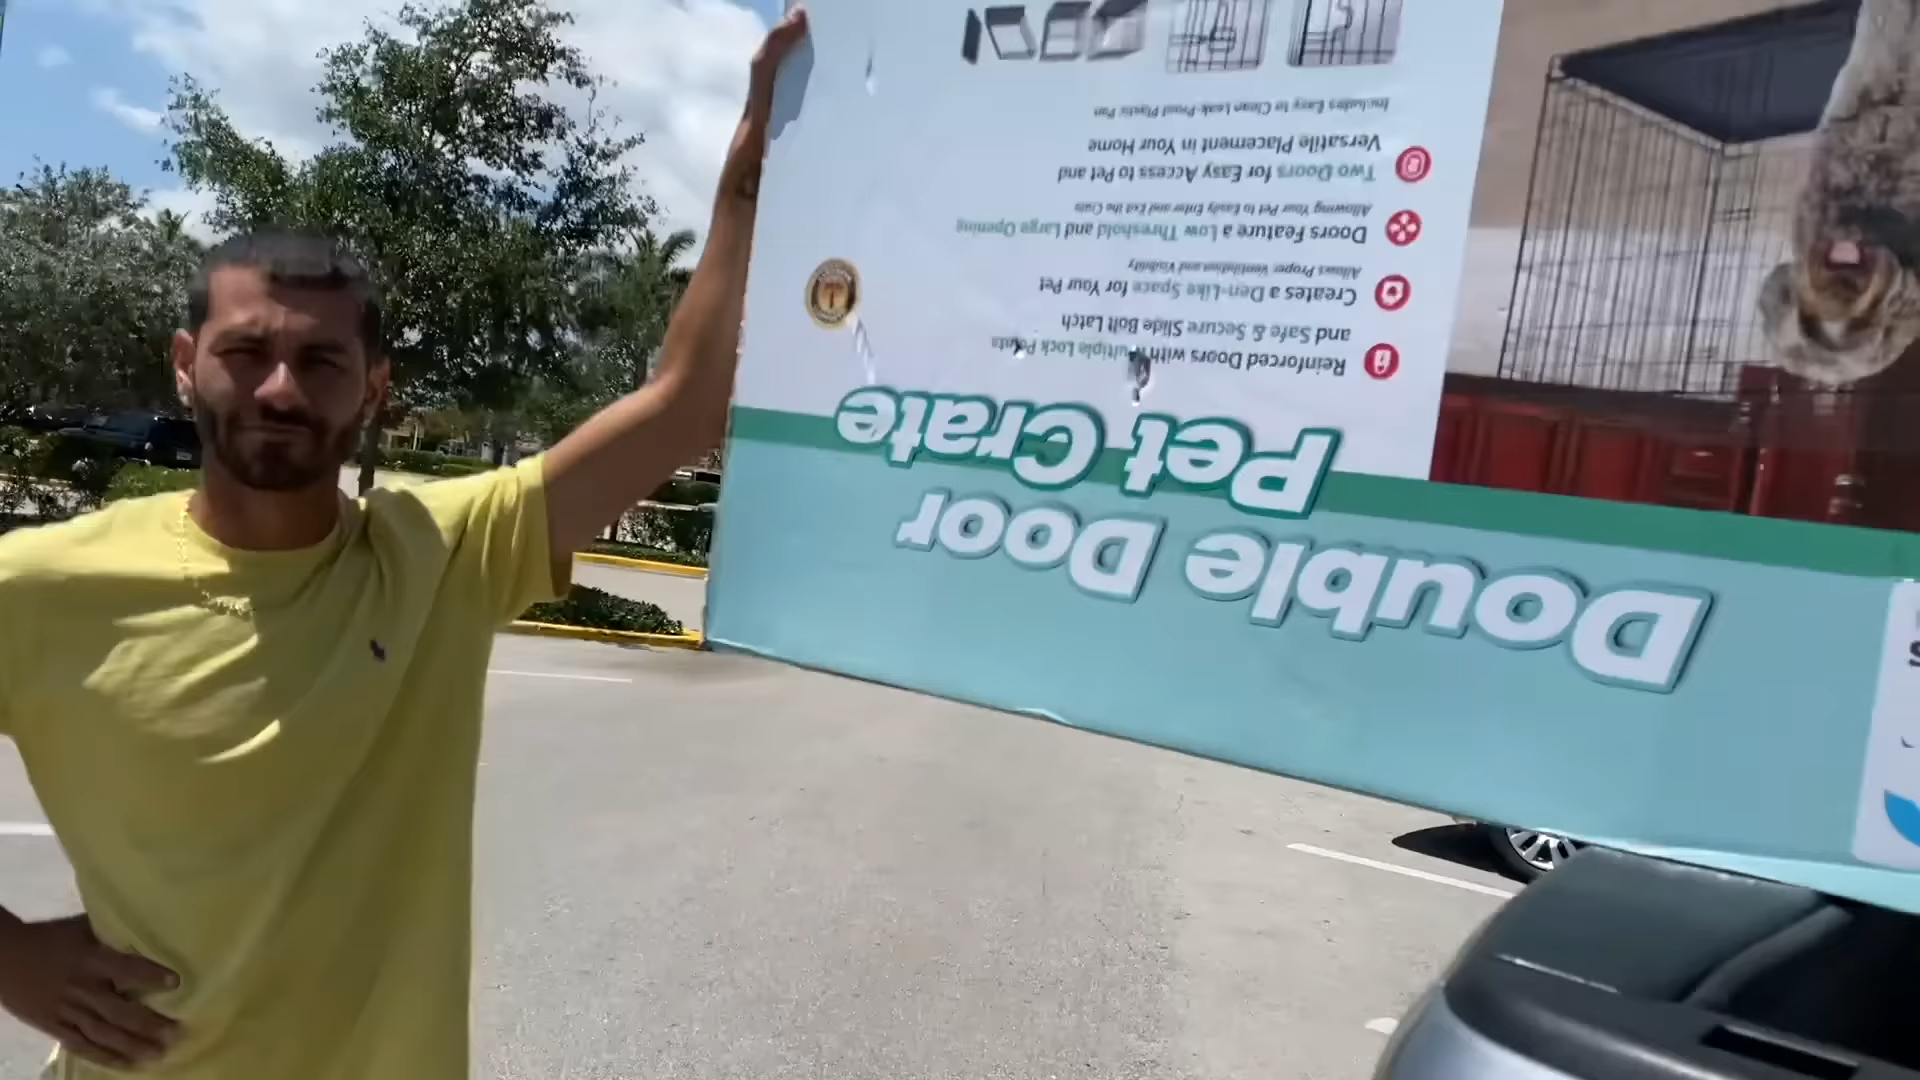 Double Door
Pet Crate
Reinforced Doors with Multiple Lock Points
and Safe & Secure Slide Bolt Latch
Creates a Den-Like Space for Your Pet
Allows Proper Ventilation and Visibility
Doors Feature a Low Threshold and Large Opening
Allowing Your Pet to Easily Enter and Exit the Crate
Two Doors for Easy Access to Pet and
Versatile Placement in Your Home
Includes Easy to Clean Leak-Proof Plastic Pan